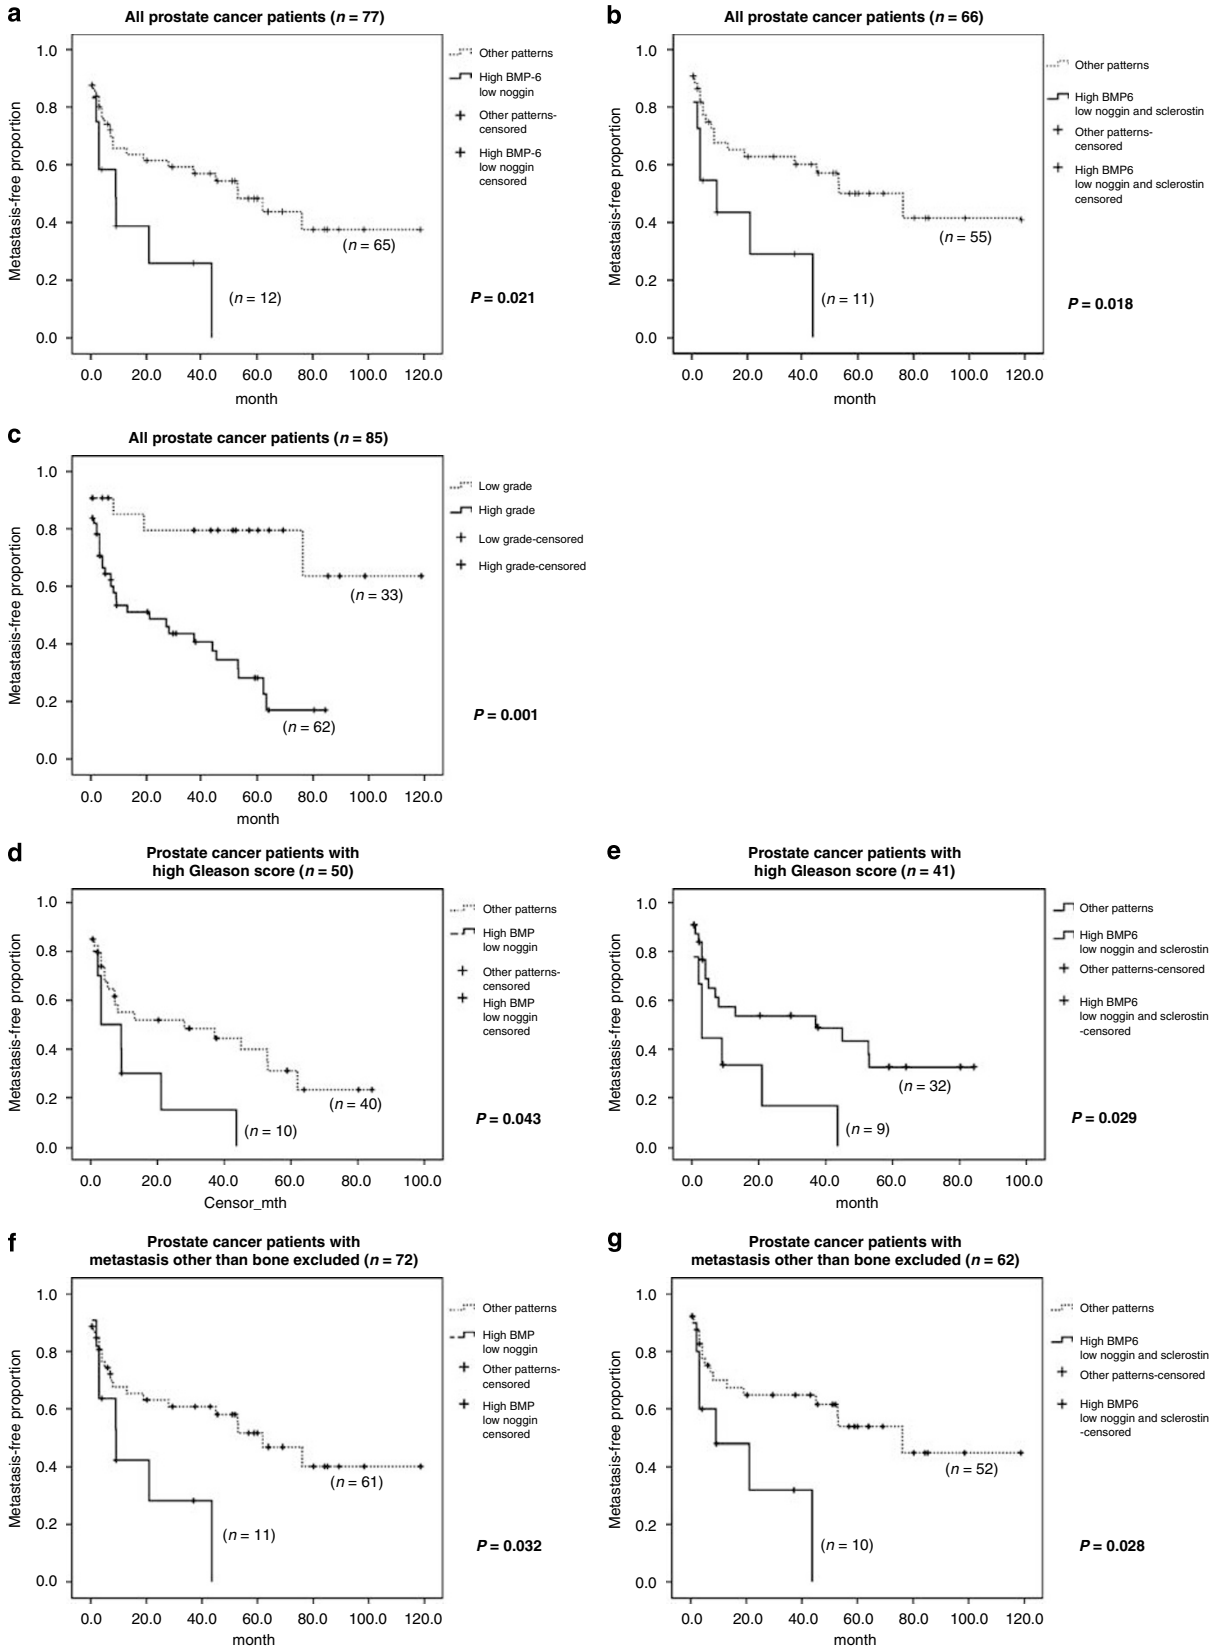 a
All prostate cancer patients (n = 77)
Metastasis-free proportion
1.0
0.8
0.6
0.4
0.2
0.0
0.0 20.0 40.0 60.0 80.0 100.0 120.0
month
Other patterns
High BMP-6
low noggin
Other patterns-
censored
High BMP-6
low noggin
censored
(n = 65)
(n = 12)
P = 0.021
b
All prostate cancer patients (n = 66)
Metastasis-free proportion
1.0
0.8
0.6
0.4
0.2
0.0
0.0 20.0 40.0 60.0 80.0 100.0 120.0
month
Other patterns
High BMP6
low noggin and sclerostin
Other patterns-
censored
High BMP6
low noggin and sclerostin
censored
(n = 55)
(n = 11)
P = 0.018
c
All prostate cancer patients (n = 85)
Metastasis-free proportion
1.0
0.8
0.6
0.4
0.2
0.0
0.0 20.0 40.0 60.0 80.0 100.0 120.0
month
Low grade
High grade
Low grade-censored
High grade-censored
(n = 33)
(n = 62)
P = 0.001
d
Prostate cancer patients with
high Gleason score (n = 50)
Metastasis-free proportion
1.0
0.8
0.6
0.4
0.2
0.0
0.0 20.0 40.0 60.0 80.0 100.0
Censor_mth
Other patterns
High BMP
low noggin
Other patterns-
censored
High BMP
low noggin
censored
(n = 40)
(n = 10)
P = 0.043
e
Prostate cancer patients with
high Gleason score (n = 41)
Metastasis-free proportion
1.0
0.8
0.6
0.4
0.2
0.0
0.0 20.0 40.0 60.0 80.0 100.0
month
Other patterns
High BMP6
low noggin and sclerostin
Other patterns-censored
High BMP6
low noggin and sclerostin
-censored
(n = 32)
(n = 9)
P = 0.029
f
Prostate cancer patients with
metastasis other than bone excluded (n = 72)
Metastasis-free proportion
1.0
0.8
0.6
0.4
0.2
0.0
0.0 20.0 40.0 60.0 80.0 100.0 120.0
month
Other patterns
High BMP
low noggin
Other patterns-
censored
High BMP
low noggin
censored
(n = 61)
(n = 11)
P = 0.032
g
Prostate cancer patients with
metastasis other than bone excluded (n = 62)
Metastasis-free proportion
1.0
0.8
0.6
0.4
0.2
0.0
0.0 20.0 40.0 60.0 80.0 100.0 120.0
month
Other patterns
High BMP6
low noggin and sclerostin
Other patterns-censored
High BMP6
low noggin and sclerostin
-censored
(n = 52)
(n = 10)
P = 0.028